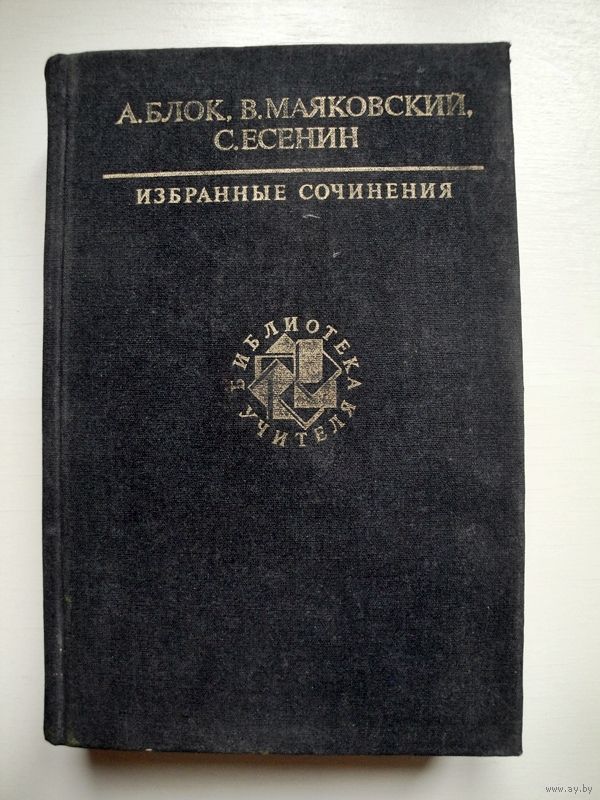 А.БЛОК, В.МАЯКОВСКИЙ,
С.ЕСЕНИН
ИЗБРАННЫЕ СОЧИНЕНИЯ
БИБЛИОТЕКА
УЧИТЕЛЯ
www.ay.by